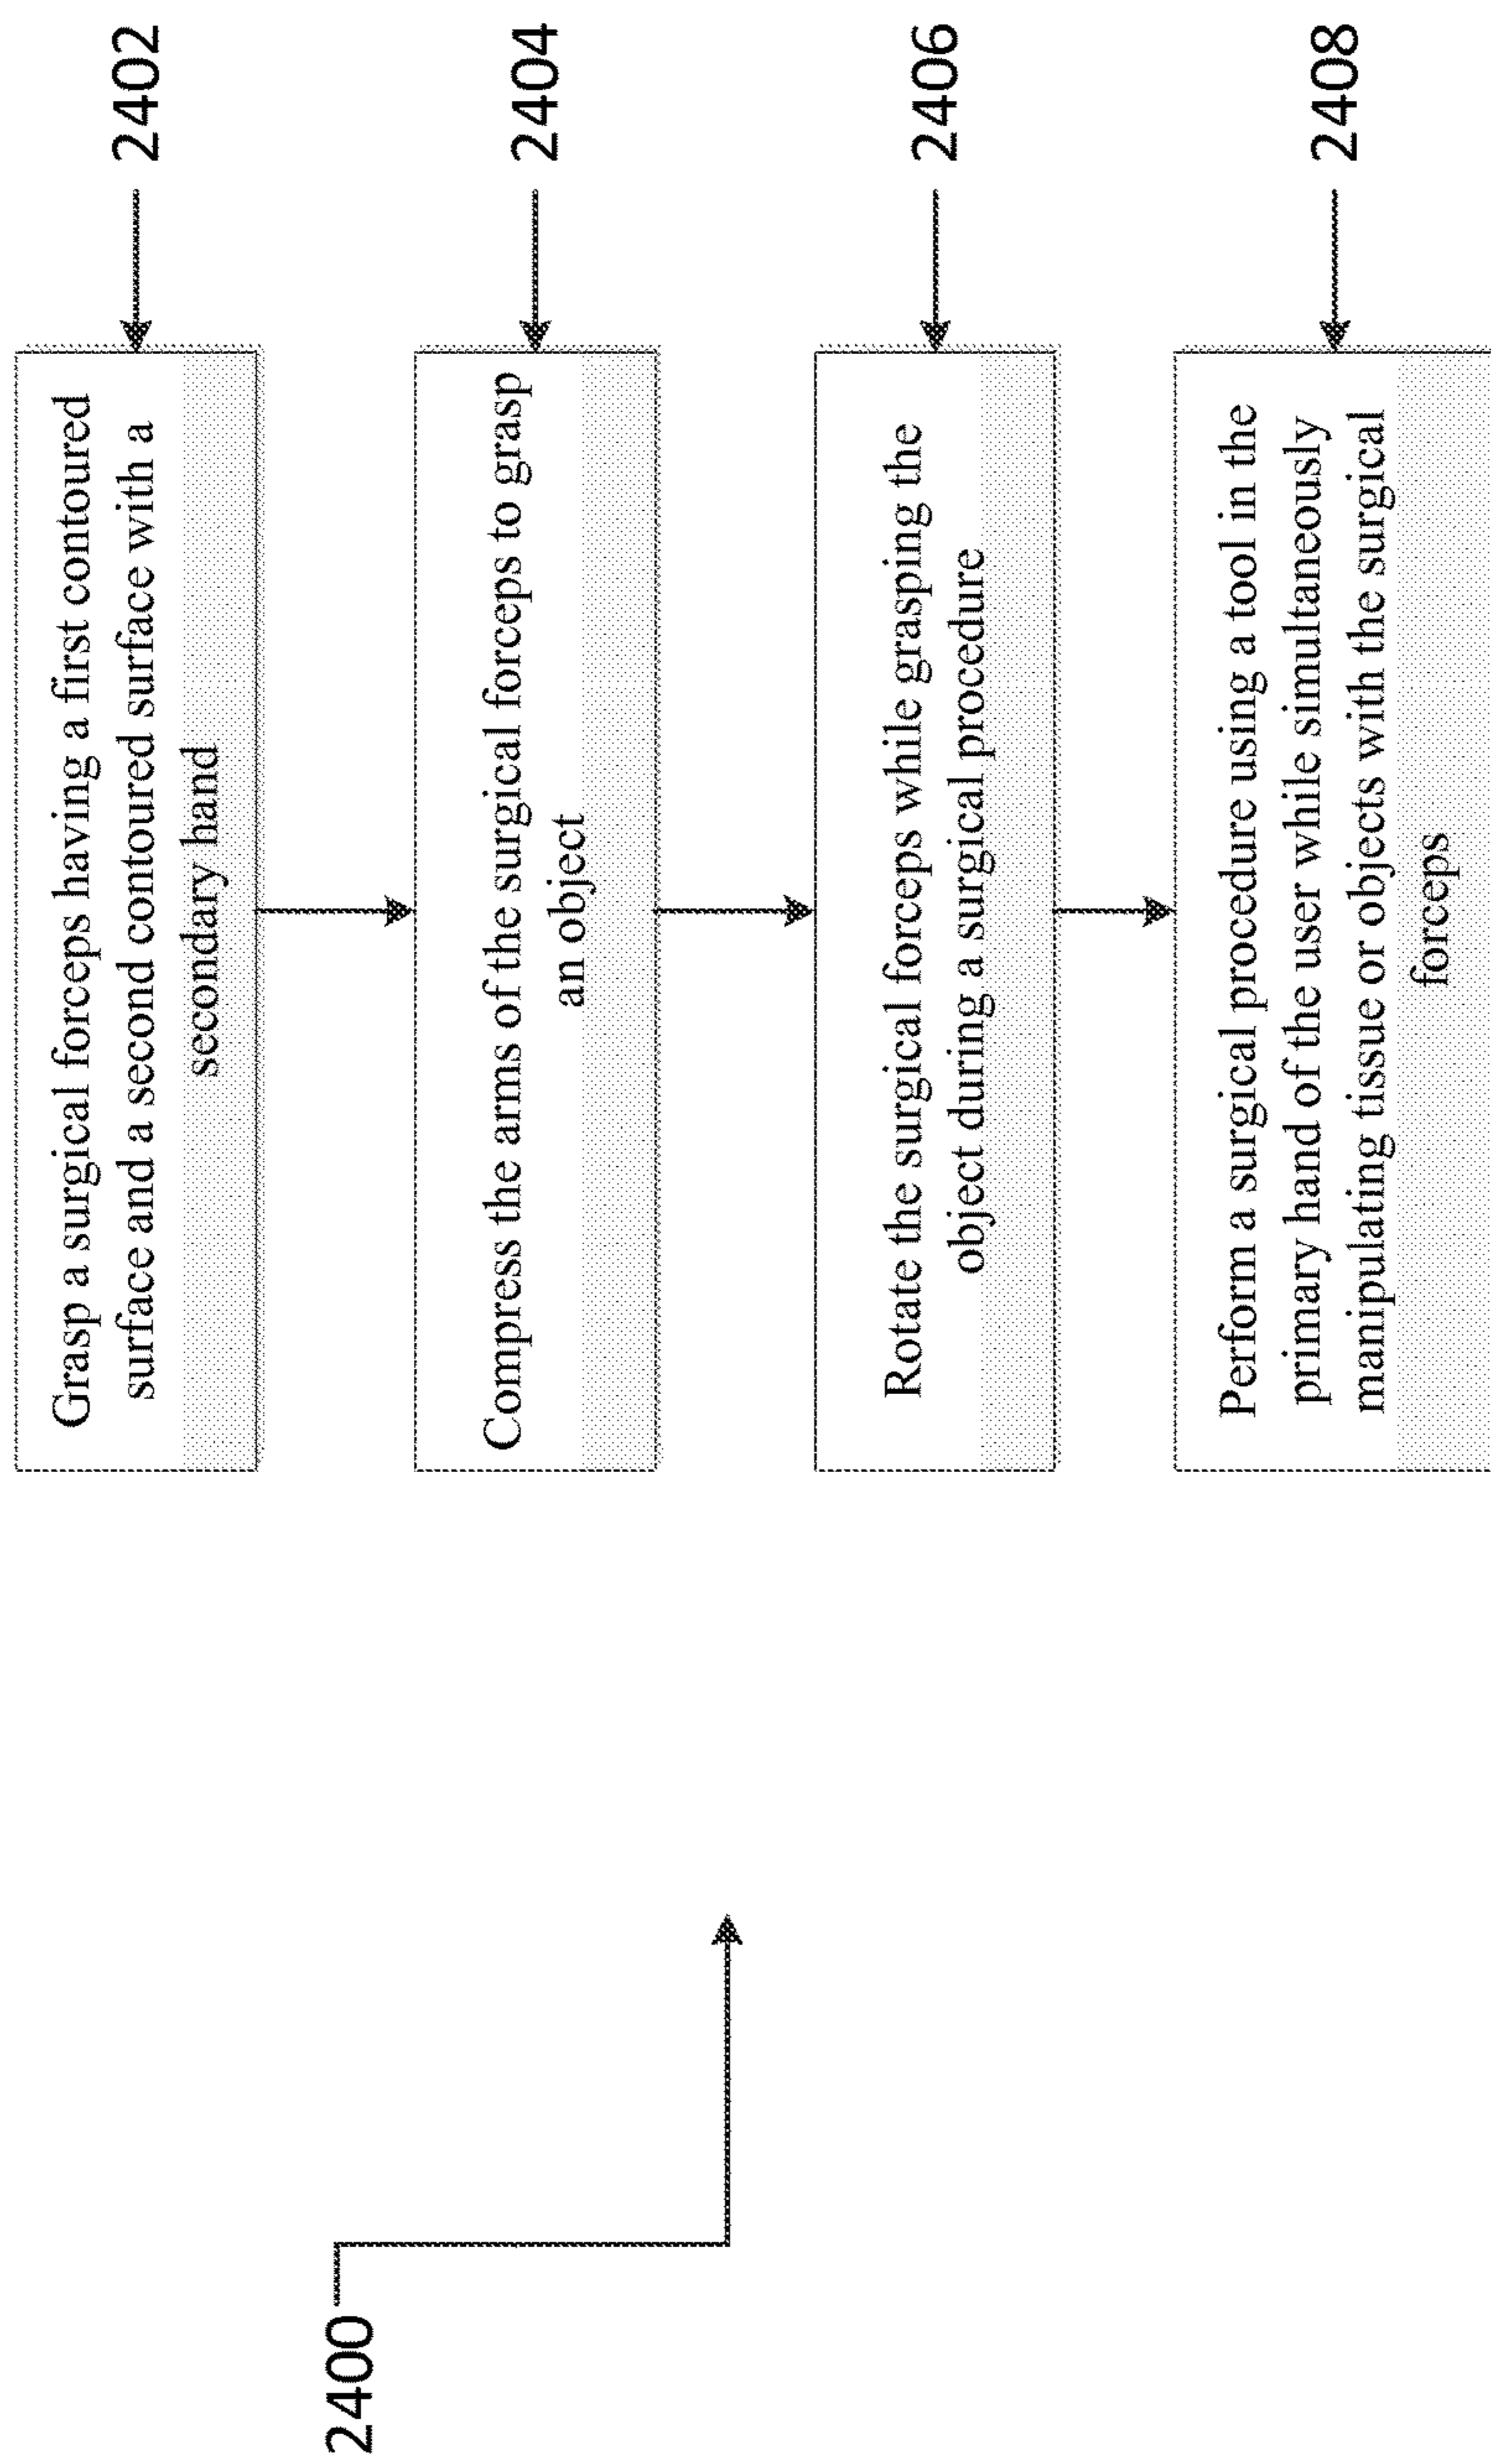 2400
Grasp a surgical forceps having a first contoured
surface and a second contoured surface with a
secondary hand
2402
Compress the arms of the surgical forceps to grasp
an object
2404
Rotate the surgical forceps while grasping the
object during a surgical procedure
2406
Perform a surgical procedure using a tool in the
primary hand of the user while simultaneously
manipulating tissue or objects with the surgical
forceps
2408